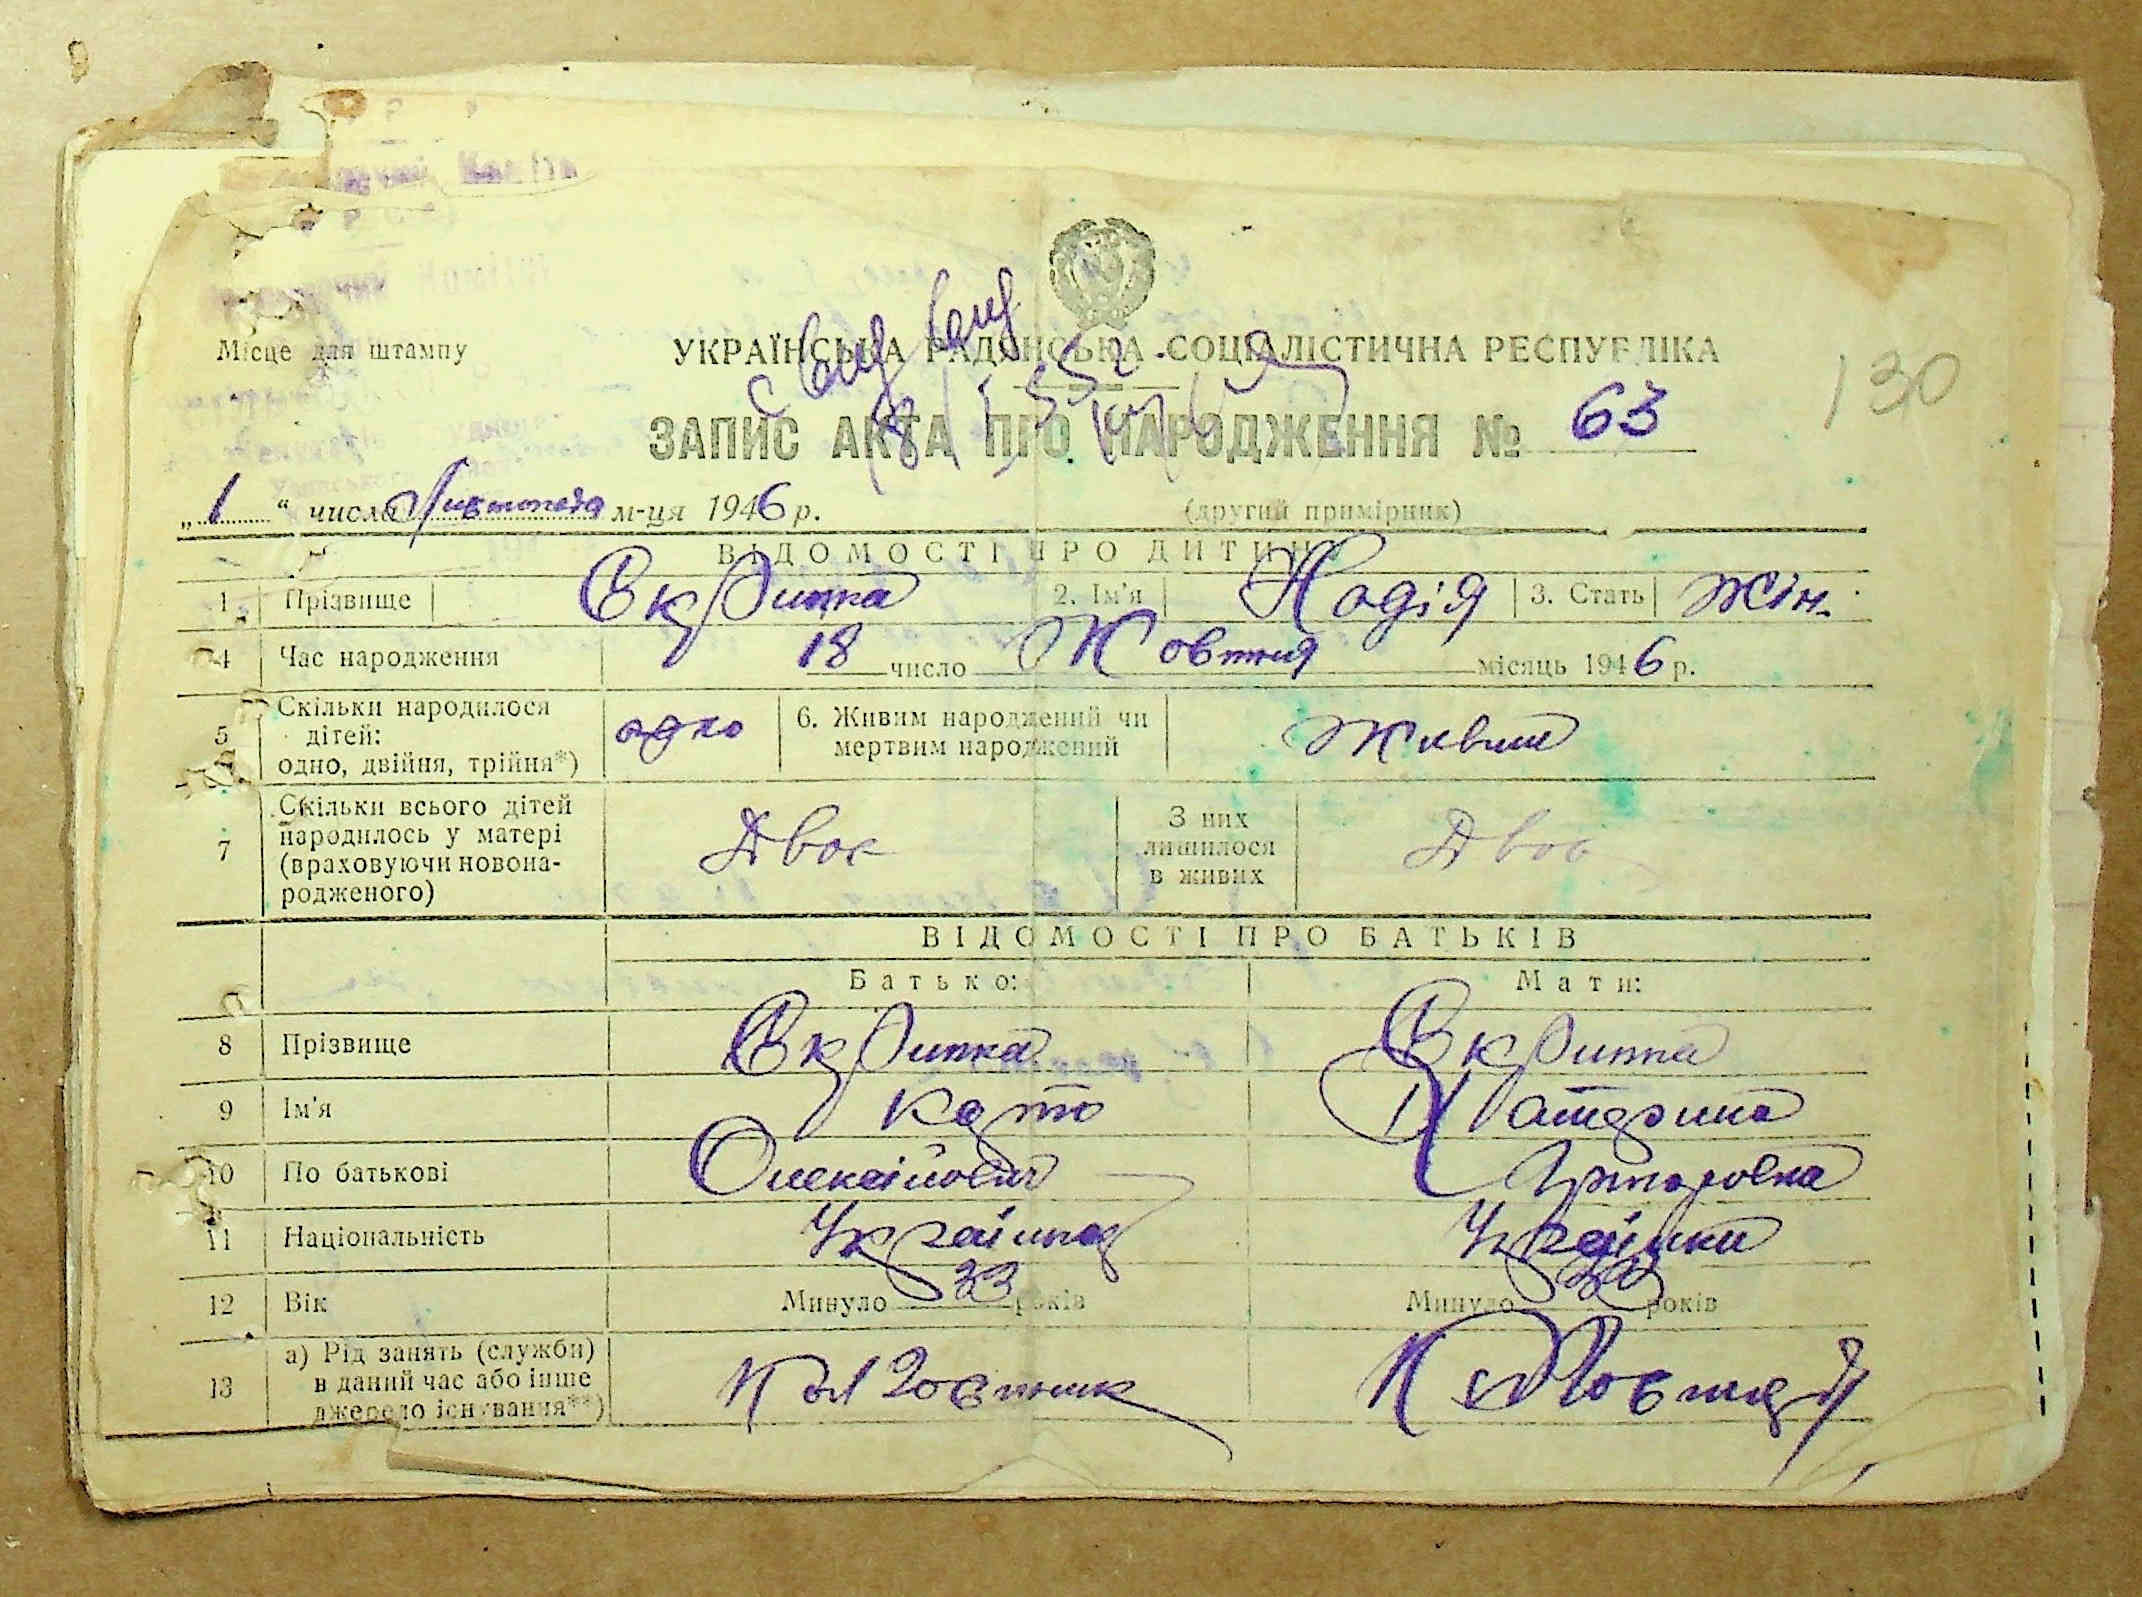 Місце для штампу
УКРАЇНСЬКА РАДЯНСЬКА СОЦІАЛІСТИЧНА РЕСПУБЛІКА
130
ЗАПИС АКТА ПРО НАРОДЖЕННЯ № 63
„1“ числа Листопада м-ця 1946 р.
(другий примірник)
ВІДОМОСТІ ПРО ДИТИНУ
1 Прізвище Скрипка 2. Ім'я Надія 3. Стать Жін.
4 Час народження 18 число Жовтня місяць 1946 р.
5 Скільки народилося дітей: одно, двійня, трійня*) одно 6. Живим народжений чи мертвим народжений Живим
7 Скільки всього дітей народилось у матері (враховуючи новонародженого) Двое З них лишилося в живих Двоє
ВІДОМОСТІ ПРО БАТЬКІВ
Батько: Мати:
8 Прізвище Скрипка Скрипка
9 Ім'я Катерина
10 По батькові Олексійович Григоровна
11 Національність Українец Українка
12 Вік Минуло 33 років Минуло років
13 а) Рід занять (служби) в даний час або інше джерело існування**) Колгоспник